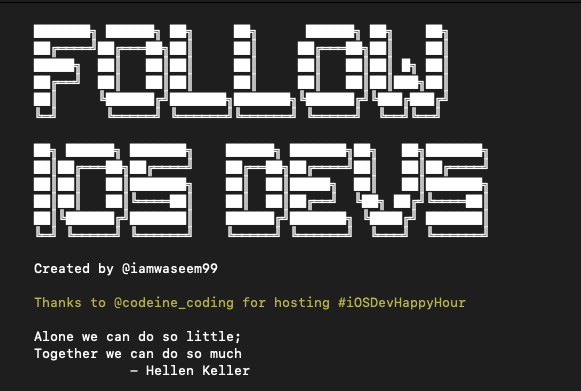 FOLLOW
IOS DEVS
Created by @iamwaseem99
Thanks to @codeine_coding for hosting #iOSDevHappyHour
Alone we can do so little;
Together we can do so much
— Hellen Keller